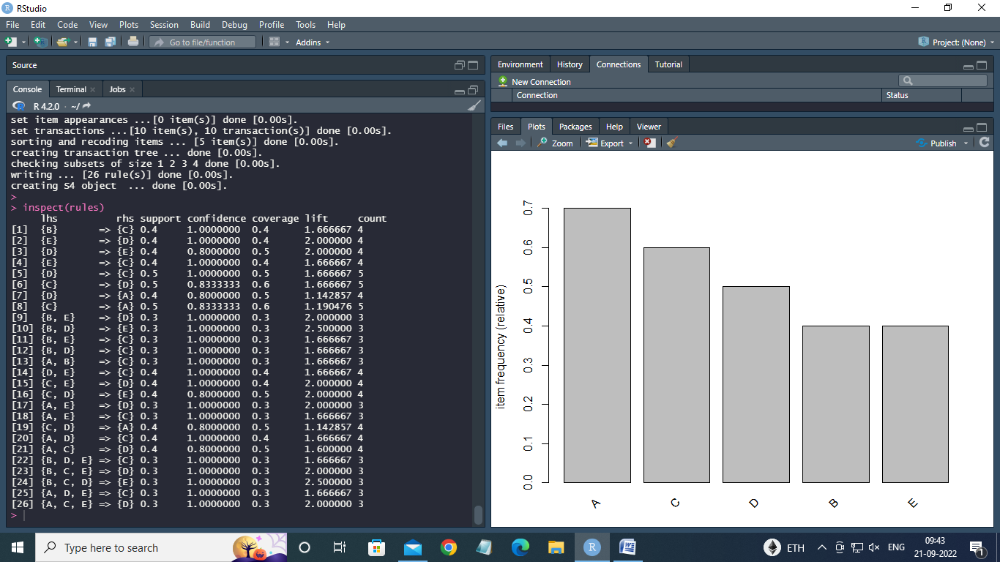 RStudio
File Edit Code View Plots Session Build Debug Profile Tools Help
Go to file/function Addins Project: (None)
Source
Console Terminal Jobs
R 4.2.0 · ~/
set item appearances ...[0 item(s)] done [0.00s].
set transactions ...[10 item(s), 10 transaction(s)] done [0.00s].
sorting and recoding items ... [5 item(s)] done [0.00s].
creating transaction tree ... done [0.00s].
checking subsets of size 1 2 3 4 done [0.00s].
writing ... [26 rule(s)] done [0.00s].
creating S4 object  ... done [0.00s].
>
> inspect(rules)
     lhs          rhs support confidence coverage lift     count
[1]  {B}       => {C} 0.4     1.0000000  0.4      1.666667 4
[2]  {E}       => {D} 0.4     1.0000000  0.4      2.000000 4
[3]  {D}       => {E} 0.4     0.8000000  0.5      2.000000 4
[4]  {E}       => {C} 0.4     1.0000000  0.4      1.666667 4
[5]  {D}       => {C} 0.5     1.0000000  0.5      1.666667 5
[6]  {C}       => {D} 0.5     0.8333333  0.6      1.666667 5
[7]  {D}       => {A} 0.4     0.8000000  0.5      1.142857 4
[8]  {C}       => {A} 0.5     0.8333333  0.6      1.190476 5
[9]  {B, E}    => {D} 0.3     1.0000000  0.3      2.000000 3
[10] {B, D}    => {E} 0.3     1.0000000  0.3      2.500000 3
[11] {B, E}    => {C} 0.3     1.0000000  0.3      1.666667 3
[12] {B, D}    => {C} 0.3     1.0000000  0.3      1.666667 3
[13] {A, B}    => {C} 0.3     1.0000000  0.3      1.666667 3
[14] {D, E}    => {C} 0.4     1.0000000  0.4      1.666667 4
[15] {C, E}    => {D} 0.4     1.0000000  0.4      2.000000 4
[16] {C, D}    => {E} 0.4     0.8000000  0.5      2.000000 4
[17] {A, E}    => {D} 0.3     1.0000000  0.3      2.000000 3
[18] {A, E}    => {C} 0.3     1.0000000  0.3      1.666667 3
[19] {C, D}    => {A} 0.4     0.8000000  0.5      1.142857 4
[20] {A, D}    => {C} 0.4     1.0000000  0.4      1.666667 4
[21] {A, C}    => {D} 0.4     0.8000000  0.5      1.600000 4
[22] {B, D, E} => {C} 0.3     1.0000000  0.3      1.666667 3
[23] {B, C, E} => {D} 0.3     1.0000000  0.3      2.000000 3
[24] {B, C, D} => {E} 0.3     1.0000000  0.3      2.500000 3
[25] {A, D, E} => {C} 0.3     1.0000000  0.3      1.666667 3
[26] {A, C, E} => {D} 0.3     1.0000000  0.3      2.000000 3
>
Environment History Connections Tutorial
New Connection
Connection Status
Files Plots Packages Help Viewer
Zoom Export Publish
item frequency (relative)
0.7
0.6
0.5
0.4
0.3
0.2
0.1
0.0
A C D B E
Type here to search
ETH ENG
09:43
21-09-2022
1